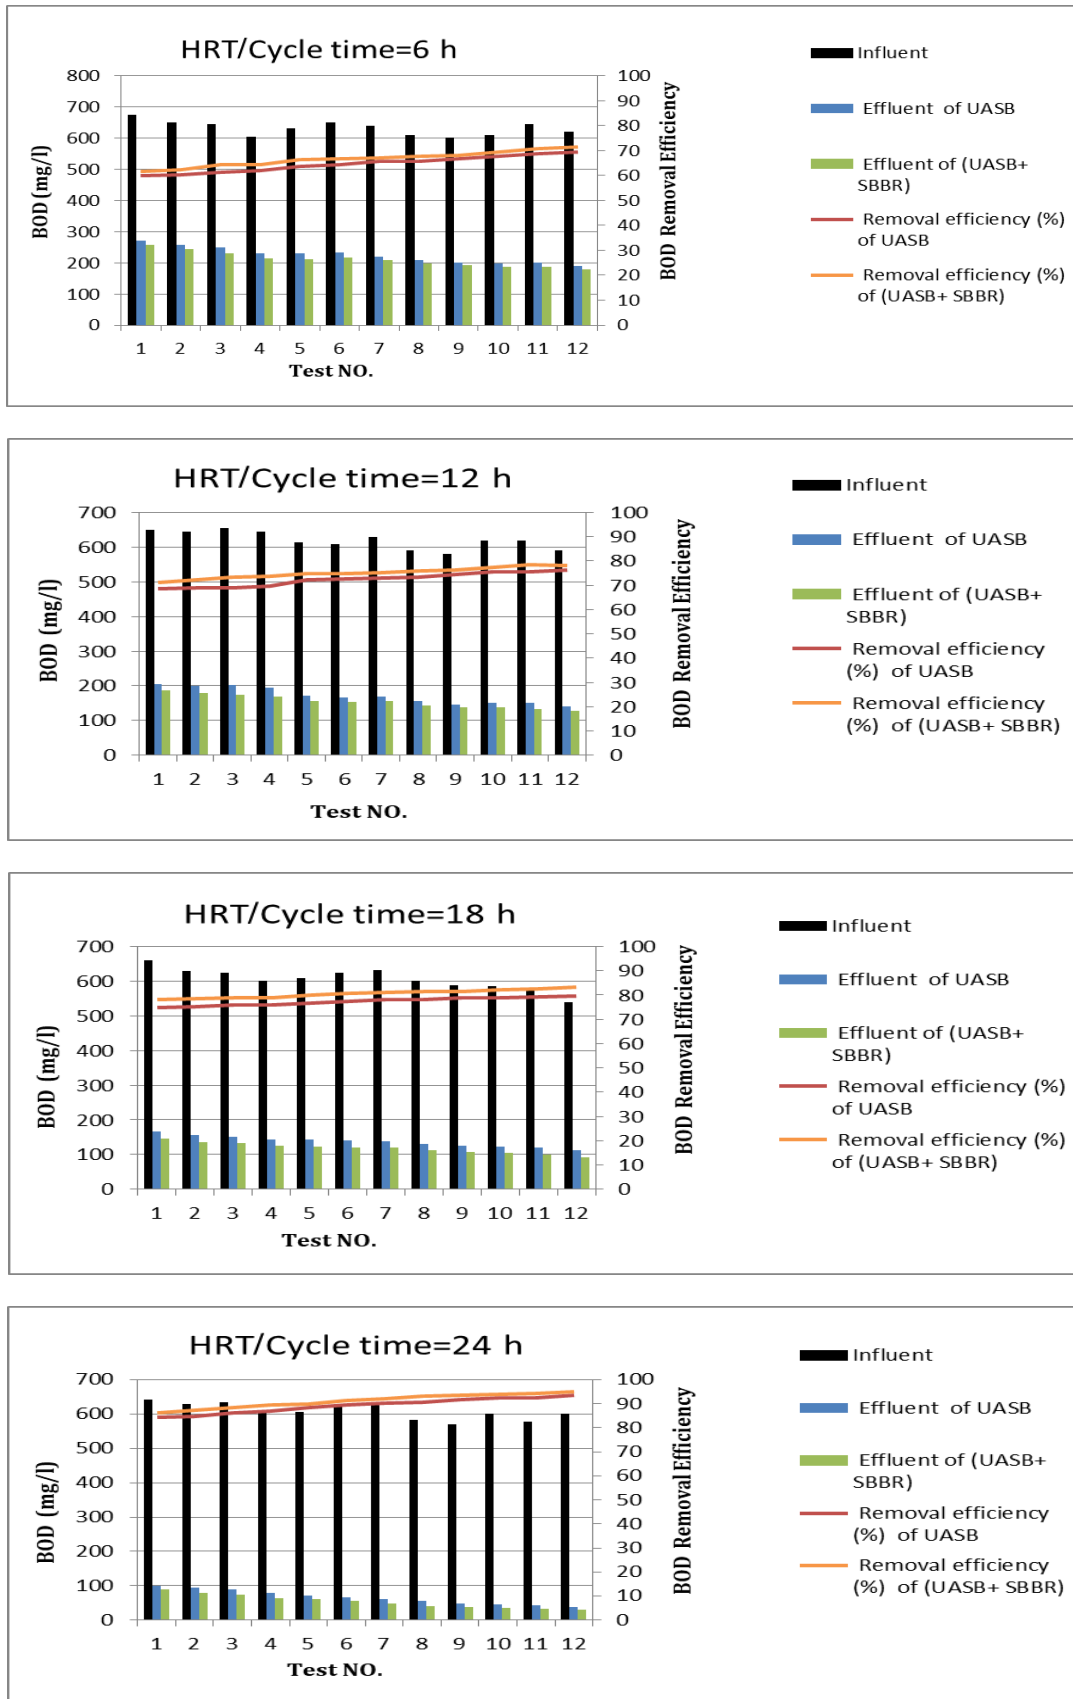 HRT/Cycle time=6 h
800
700
600
500
400
300
200
100
0
BOD (mg/l)
100
90
80
70
60
50
40
30
20
10
0
BOD Removal Efficiency
1 2 3 4 5 6 7 8 9 10 11 12
Test NO.
Influent
Effluent of UASB
Effluent of (UASB+
SBBR)
Removal efficiency (%)
of UASB
Removal efficiency (%)
of (UASB+ SBBR)
HRT/Cycle time=12 h
700
600
500
400
300
200
100
0
BOD (mg/l)
100
90
80
70
60
50
40
30
20
10
0
BOD Removal Efficiency
1 2 3 4 5 6 7 8 9 10 11 12
Test NO.
Influent
Effluent of UASB
Effluent of (UASB+
SBBR)
Removal efficiency
(%) of UASB
Removal efficiency
(%) of (UASB+ SBBR)
HRT/Cycle time=18 h
700
600
500
400
300
200
100
0
BOD (mg/l)
100
90
80
70
60
50
40
30
20
10
0
BOD Removal Efficiency
1 2 3 4 5 6 7 8 9 10 11 12
Test NO.
Influent
Effluent of UASB
Effluent of (UASB+
SBBR)
Removal efficiency (%)
of UASB
Removal efficiency (%)
of (UASB+ SBBR)
HRT/Cycle time=24 h
700
600
500
400
300
200
100
0
BOD (mg/l)
100
90
80
70
60
50
40
30
20
10
0
BOD Removal Efficiency
1 2 3 4 5 6 7 8 9 10 11 12
Test NO.
Influent
Effluent of UASB
Effluent of (UASB+
SBBR)
Removal efficiency
(%) of UASB
Removal efficiency
(%) of (UASB+ SBBR)